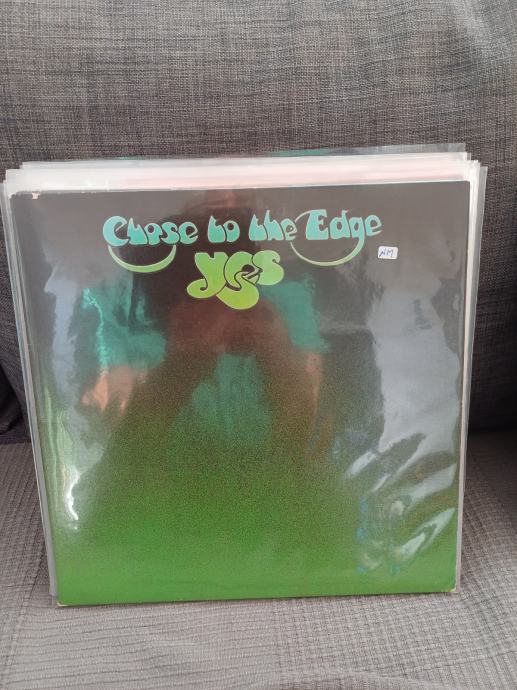 Close to the Edge
Yes
NM